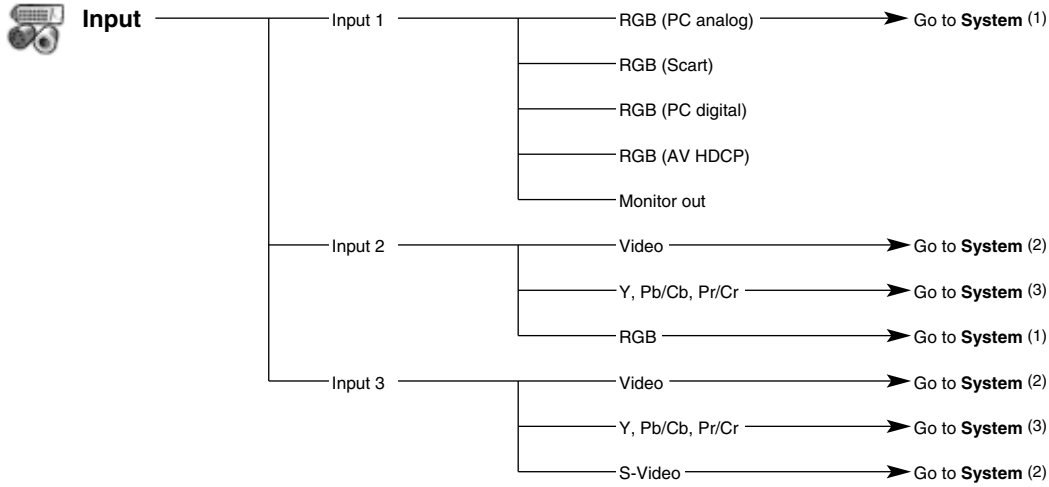 Input Input 1 RGB (PC analog) Go to System (1)
RGB (Scart)
RGB (PC digital)
RGB (AV HDCP)
Monitor out
Input 2 Video Go to System (2)
Y, Pb/Cb, Pr/Cr Go to System (3)
RGB Go to System (1)
Input 3 Video Go to System (2)
Y, Pb/Cb, Pr/Cr Go to System (3)
S-Video Go to System (2)